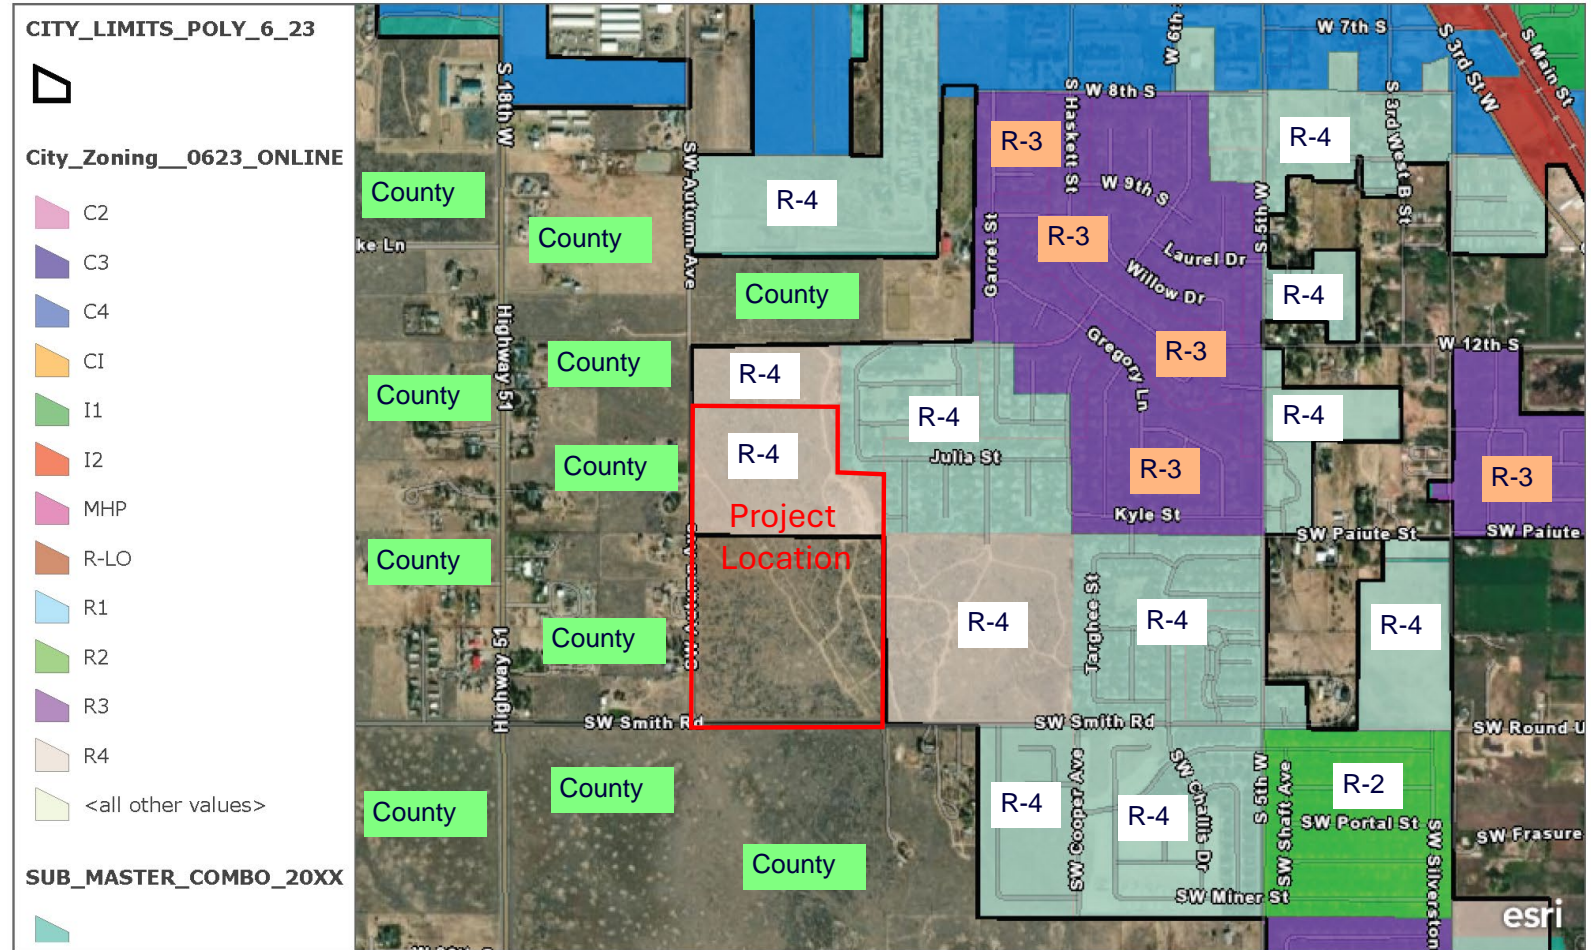 CITY_LIMITS_POLY_6_23
City_Zoning__0623_ONLINE
C2
C3
C4
CI
I1
I2
MHP
R-LO
R1
R2
R3
R4
<all other values>
SUB_MASTER_COMBO_20XX
W 6th
W 7th S
S 3rd St W
S Main St
S 18th W
S Haskett St
W 8th S
S 3rd West B St
R-3
R-4
SW Autumn Ave
County
R-4
W 9th S
S 5th W
County
R-3
ke Ln
Garret St
Laurel Dr
Willow Dr
County
R-4
Highway 51
County
R-4
Gregory Ln
R-3
W 12th S
County
R-4
R-4
County
R-4
Julia St
R-3
R-3
Project
Location
Kyle St
SW Paiute St
SW Paiute
County
Targhee St
R-4
R-4
R-4
County
Highway 51
SW Smith Rd
SW Smith Rd
SW Round U
County
County
R-4
SW Cooper Ave
R-4
SW Challis Dr
S 5th W
SW Shaft Ave
R-2
SW Portal St
SW Silverston
SW Frasure
County
SW Miner St
esri